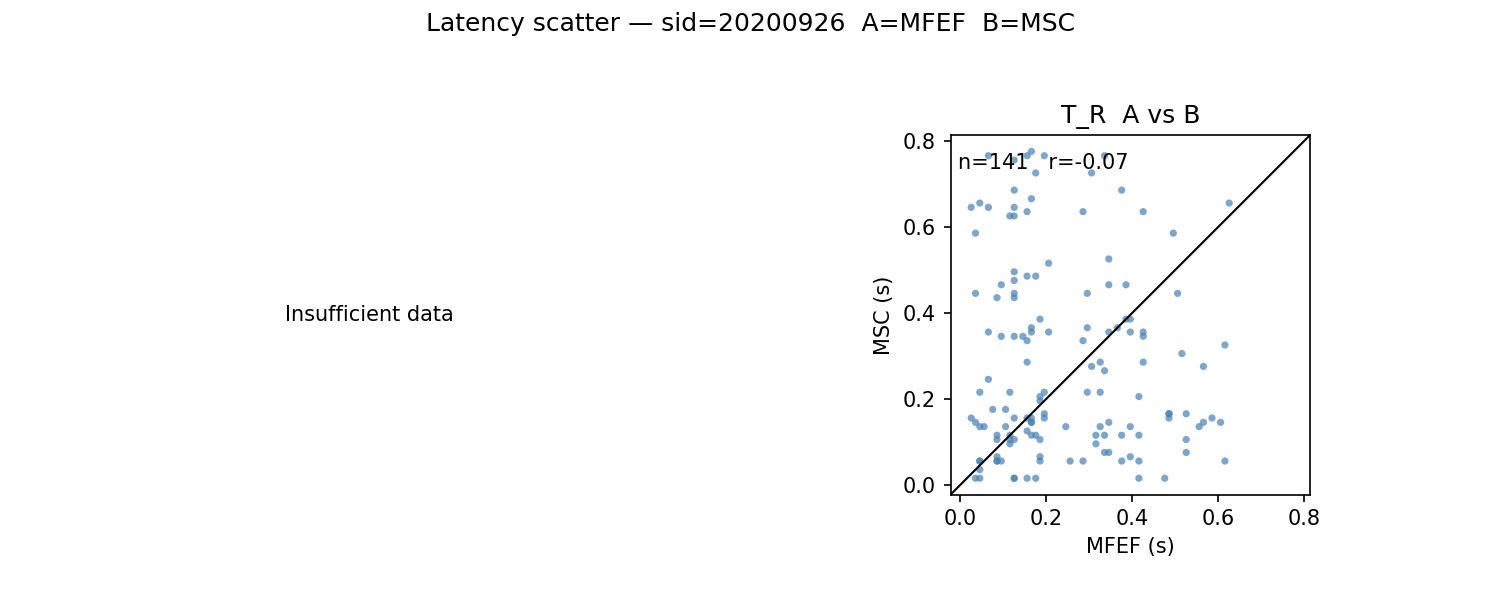 Latency scatter — sid=20200926  A=MFEF  B=MSC
Insufficient data
T_R  A vs B
n=141   r=-0.07
0.8
0.6
0.4
0.2
0.0
MSC (s)
0.0 0.2 0.4 0.6 0.8
MFEF (s)